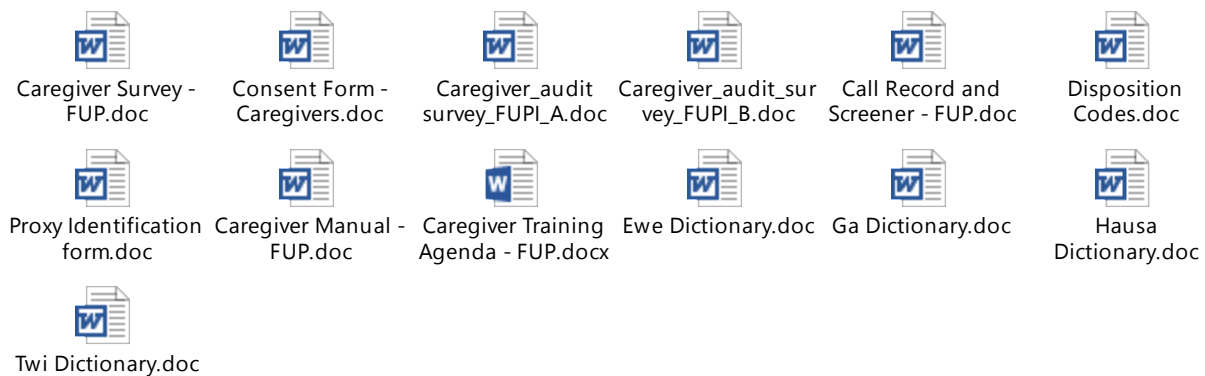 Caregiver Survey -
FUP.doc
Consent Form -
Caregivers.doc
Caregiver_audit
survey_FUPI_A.doc
Caregiver_audit_sur
vey_FUPI_B.doc
Call Record and
Screener - FUP.doc
Disposition
Codes.doc
Proxy Identification
form.doc
Caregiver Manual -
FUP.doc
Caregiver Training
Agenda - FUP.docx
Ewe Dictionary.doc
Ga Dictionary.doc
Hausa
Dictionary.doc
Twi Dictionary.doc